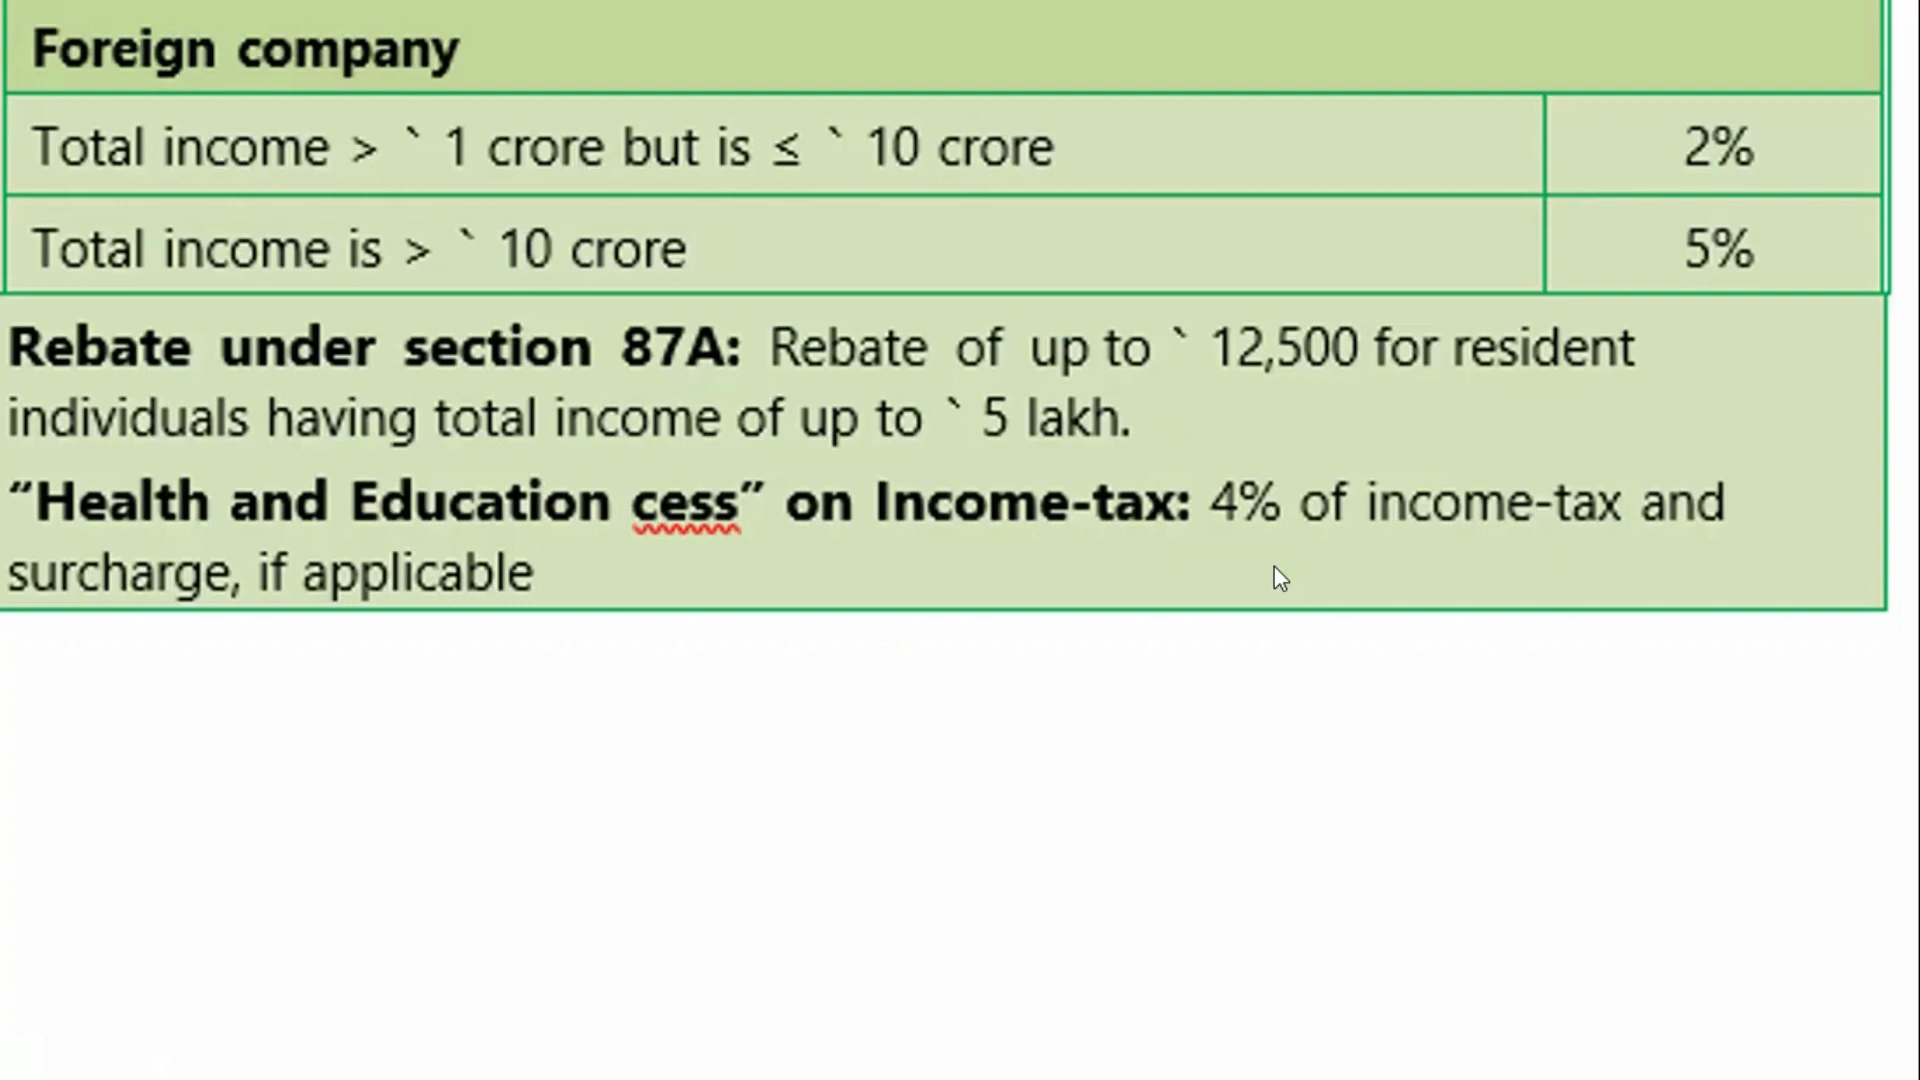 Foreign company
Total income > ` 1 crore but is ≤ ` 10 crore 2%
Total income is > ` 10 crore 5%
Rebate under section 87A: Rebate of up to ` 12,500 for resident
individuals having total income of up to ` 5 lakh.
“Health and Education cess” on Income-tax: 4% of income-tax and
surcharge, if applicable